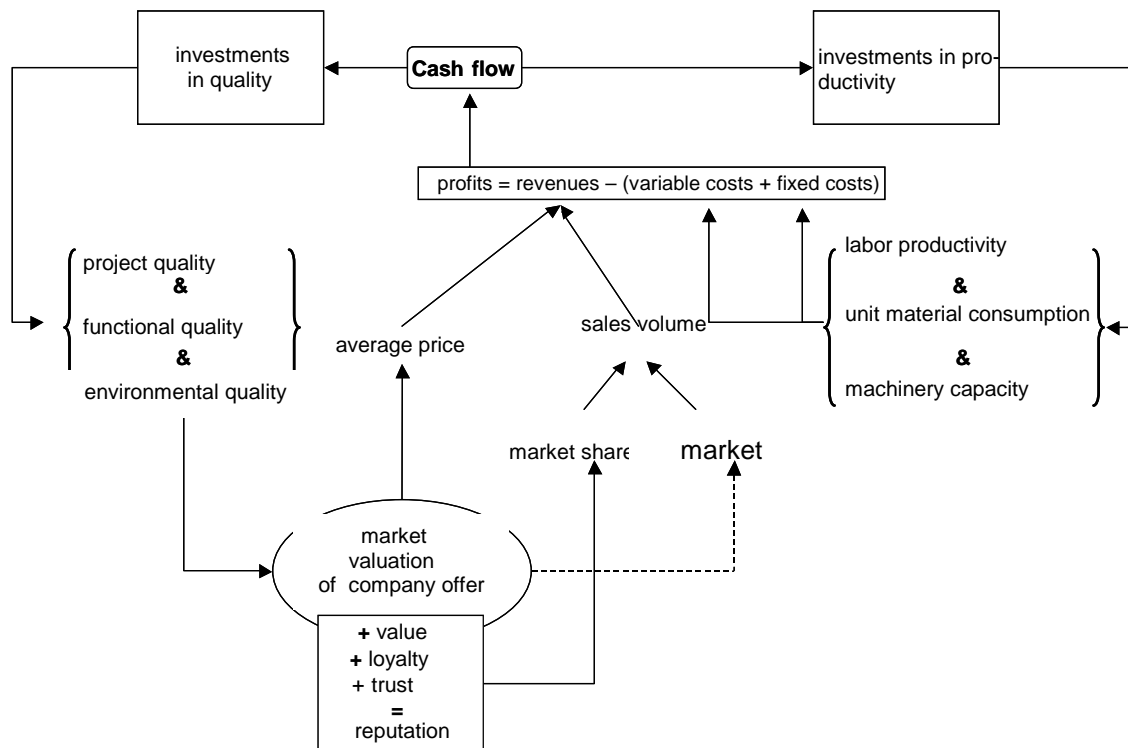 investments
in quality
Cash flow
investments in pro-
ductivity
profits = revenues – (variable costs + fixed costs)
project quality
&
functional quality
&
environmental quality
average price
sales volume
labor productivity
&
unit material consumption
&
machinery capacity
market share
market
market
valuation
of company offer
+ value
+ loyalty
+ trust
=
reputation